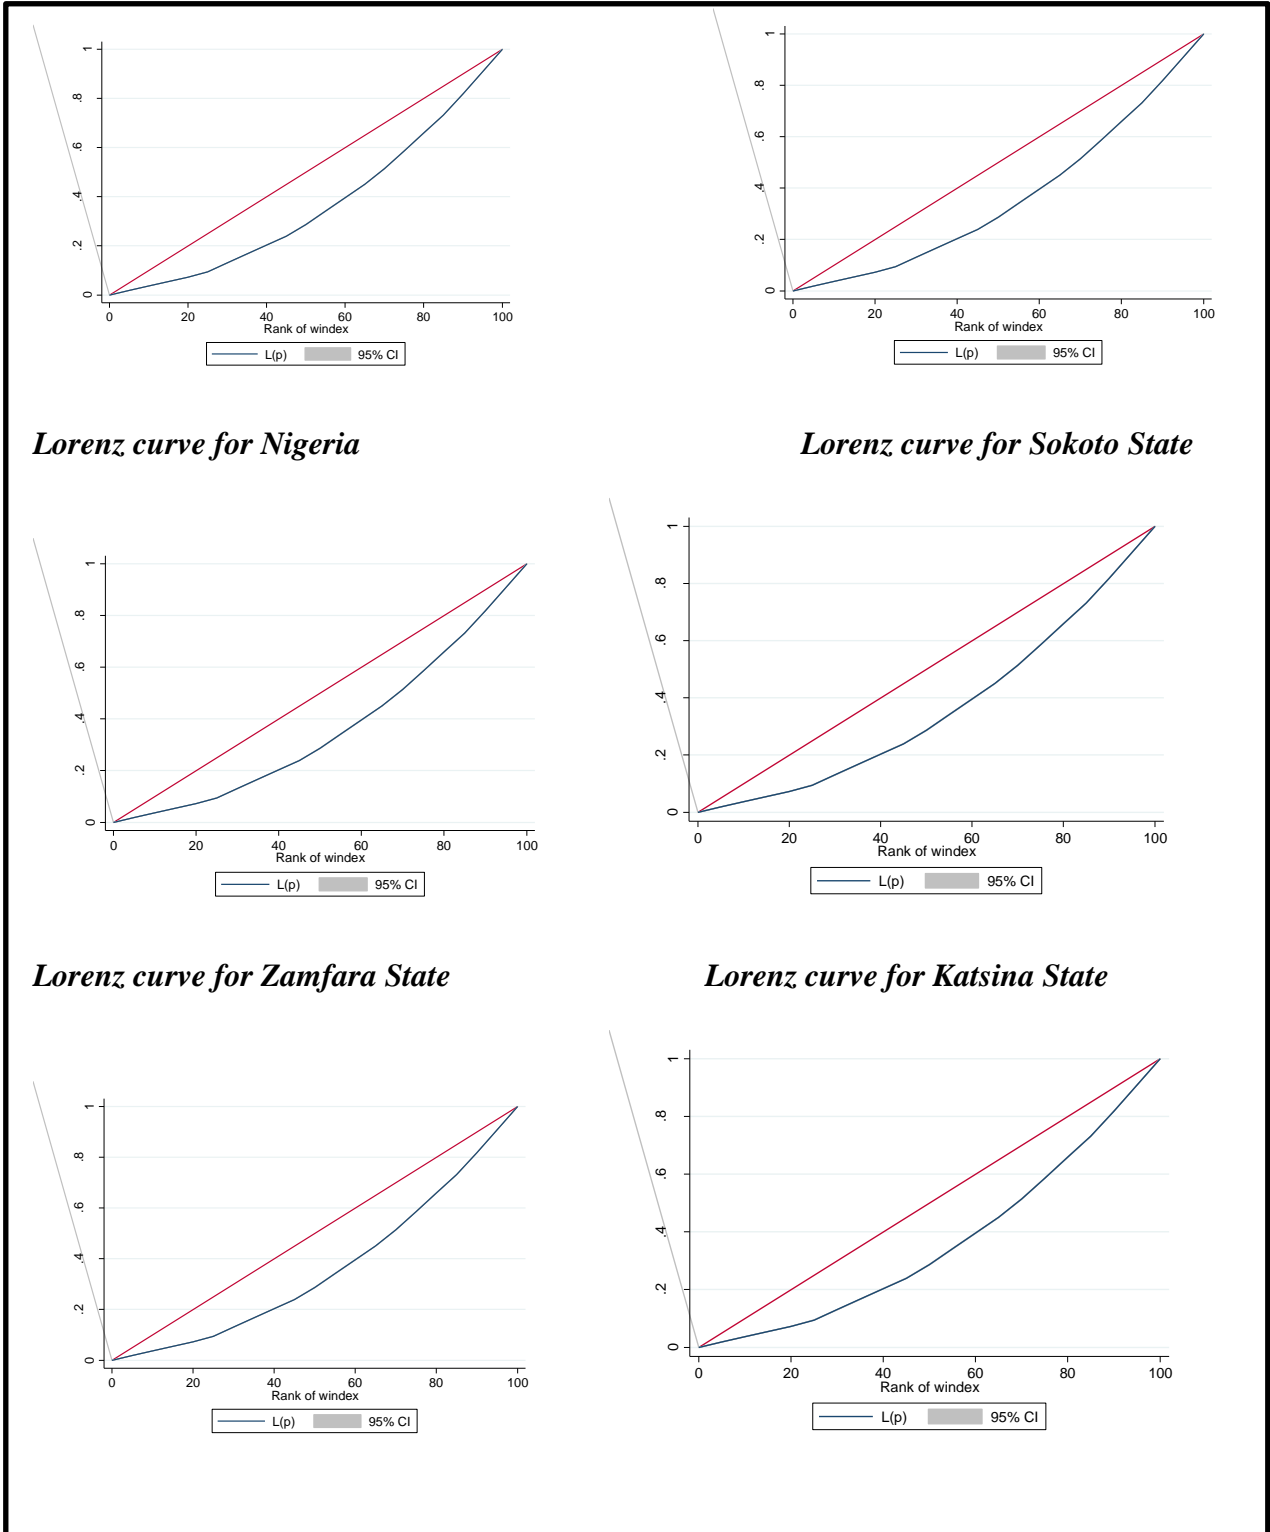 1
.8
.6
.4
.2
0
0 20 40 60 80 100
Rank of windex
L(p) 95% CI
1
.8
.6
.4
.2
0
0 20 40 60 80 100
Rank of windex
L(p) 95% CI
Lorenz curve for Nigeria
Lorenz curve for Sokoto State
1
.8
.6
.4
.2
0
0 20 40 60 80 100
Rank of windex
L(p) 95% CI
1
.8
.6
.4
.2
0
0 20 40 60 80 100
Rank of windex
L(p) 95% CI
Lorenz curve for Zamfara State
Lorenz curve for Katsina State
1
.8
.6
.4
.2
0
0 20 40 60 80 100
Rank of windex
L(p) 95% CI
1
.8
.6
.4
.2
0
0 20 40 60 80 100
Rank of windex
L(p) 95% CI